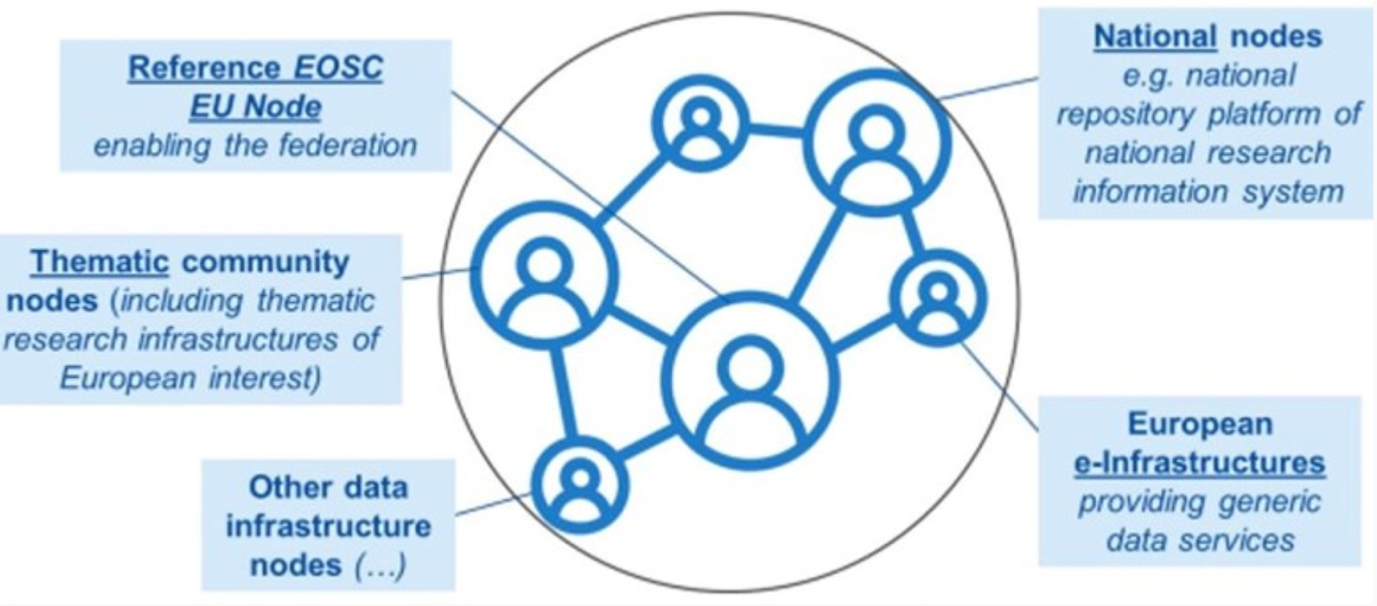 Reference EOSC
EU Node
enabling the federation
National nodes
e.g. national
repository platform of
national research
information system
Thematic community
nodes (including thematic
research infrastructures of
European interest)
Other data
infrastructure
nodes (...)
European
e-Infrastructures
providing generic
data services